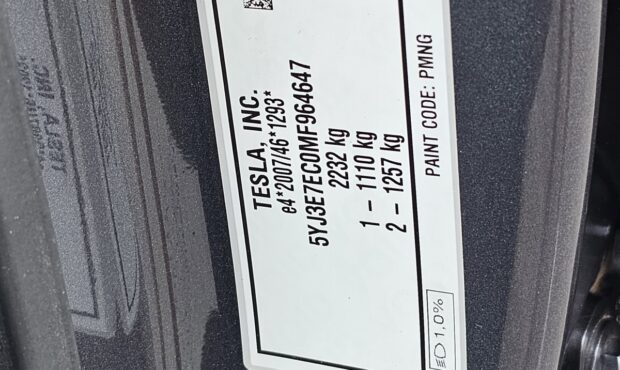 TESLA, INC.
e4*2007/46*1293*
5YJ3E7EC0MF964647
2232 kg
1 – 1110 kg
2 – 1257 kg
PAINT CODE: PMNG
1,0%